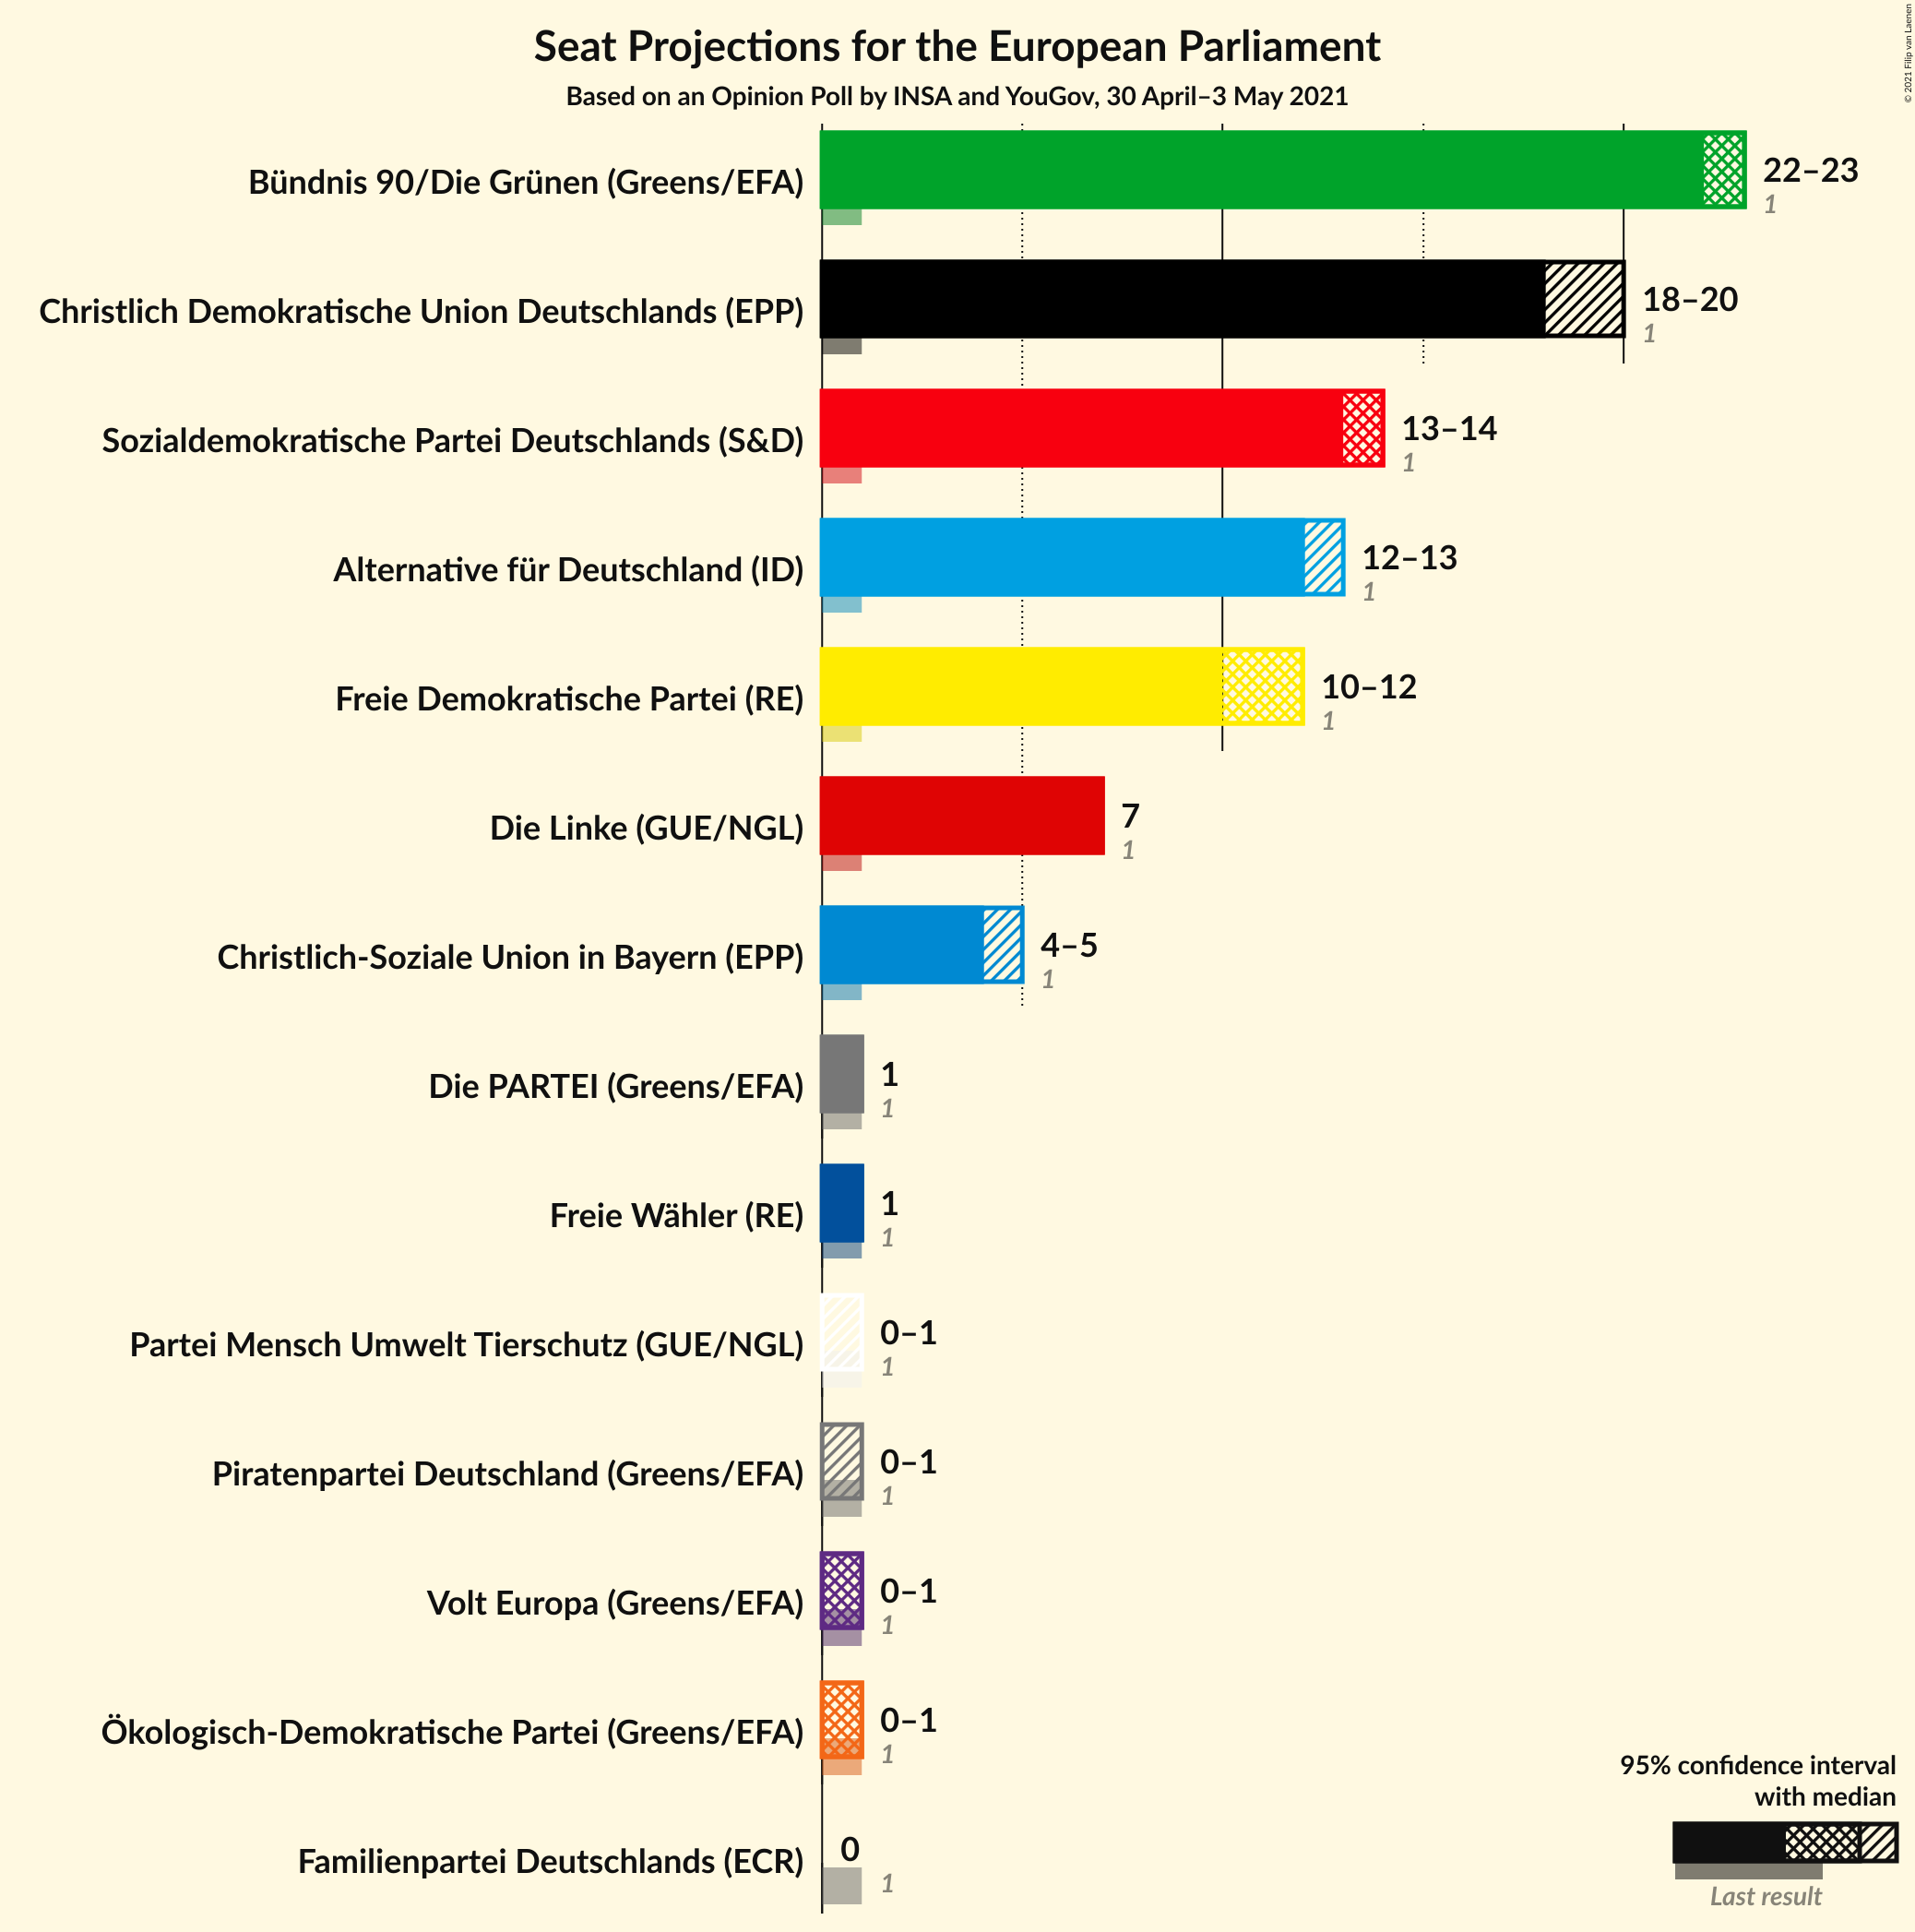 Seat Projections for the European Parliament
Based on an Opinion Poll by INSA and YouGov, 30 April–3 May 2021
© 2021 Filip van Laenen
Bündnis 90/Die Grünen (Greens/EFA)
22–23
1
Christlich Demokratische Union Deutschlands (EPP)
18–20
1
Sozialdemokratische Partei Deutschlands (S&D)
13–14
1
Alternative für Deutschland (ID)
12–13
1
Freie Demokratische Partei (RE)
10–12
1
Die Linke (GUE/NGL)
7
1
Christlich-Soziale Union in Bayern (EPP)
4–5
1
Die PARTEI (Greens/EFA)
1
1
Freie Wähler (RE)
1
1
Partei Mensch Umwelt Tierschutz (GUE/NGL)
0–1
1
Piratenpartei Deutschland (Greens/EFA)
0–1
1
Volt Europa (Greens/EFA)
0–1
1
Ökologisch-Demokratische Partei (Greens/EFA)
0–1
1
Familienpartei Deutschlands (ECR)
0
1
95% confidence interval
with median
Last result